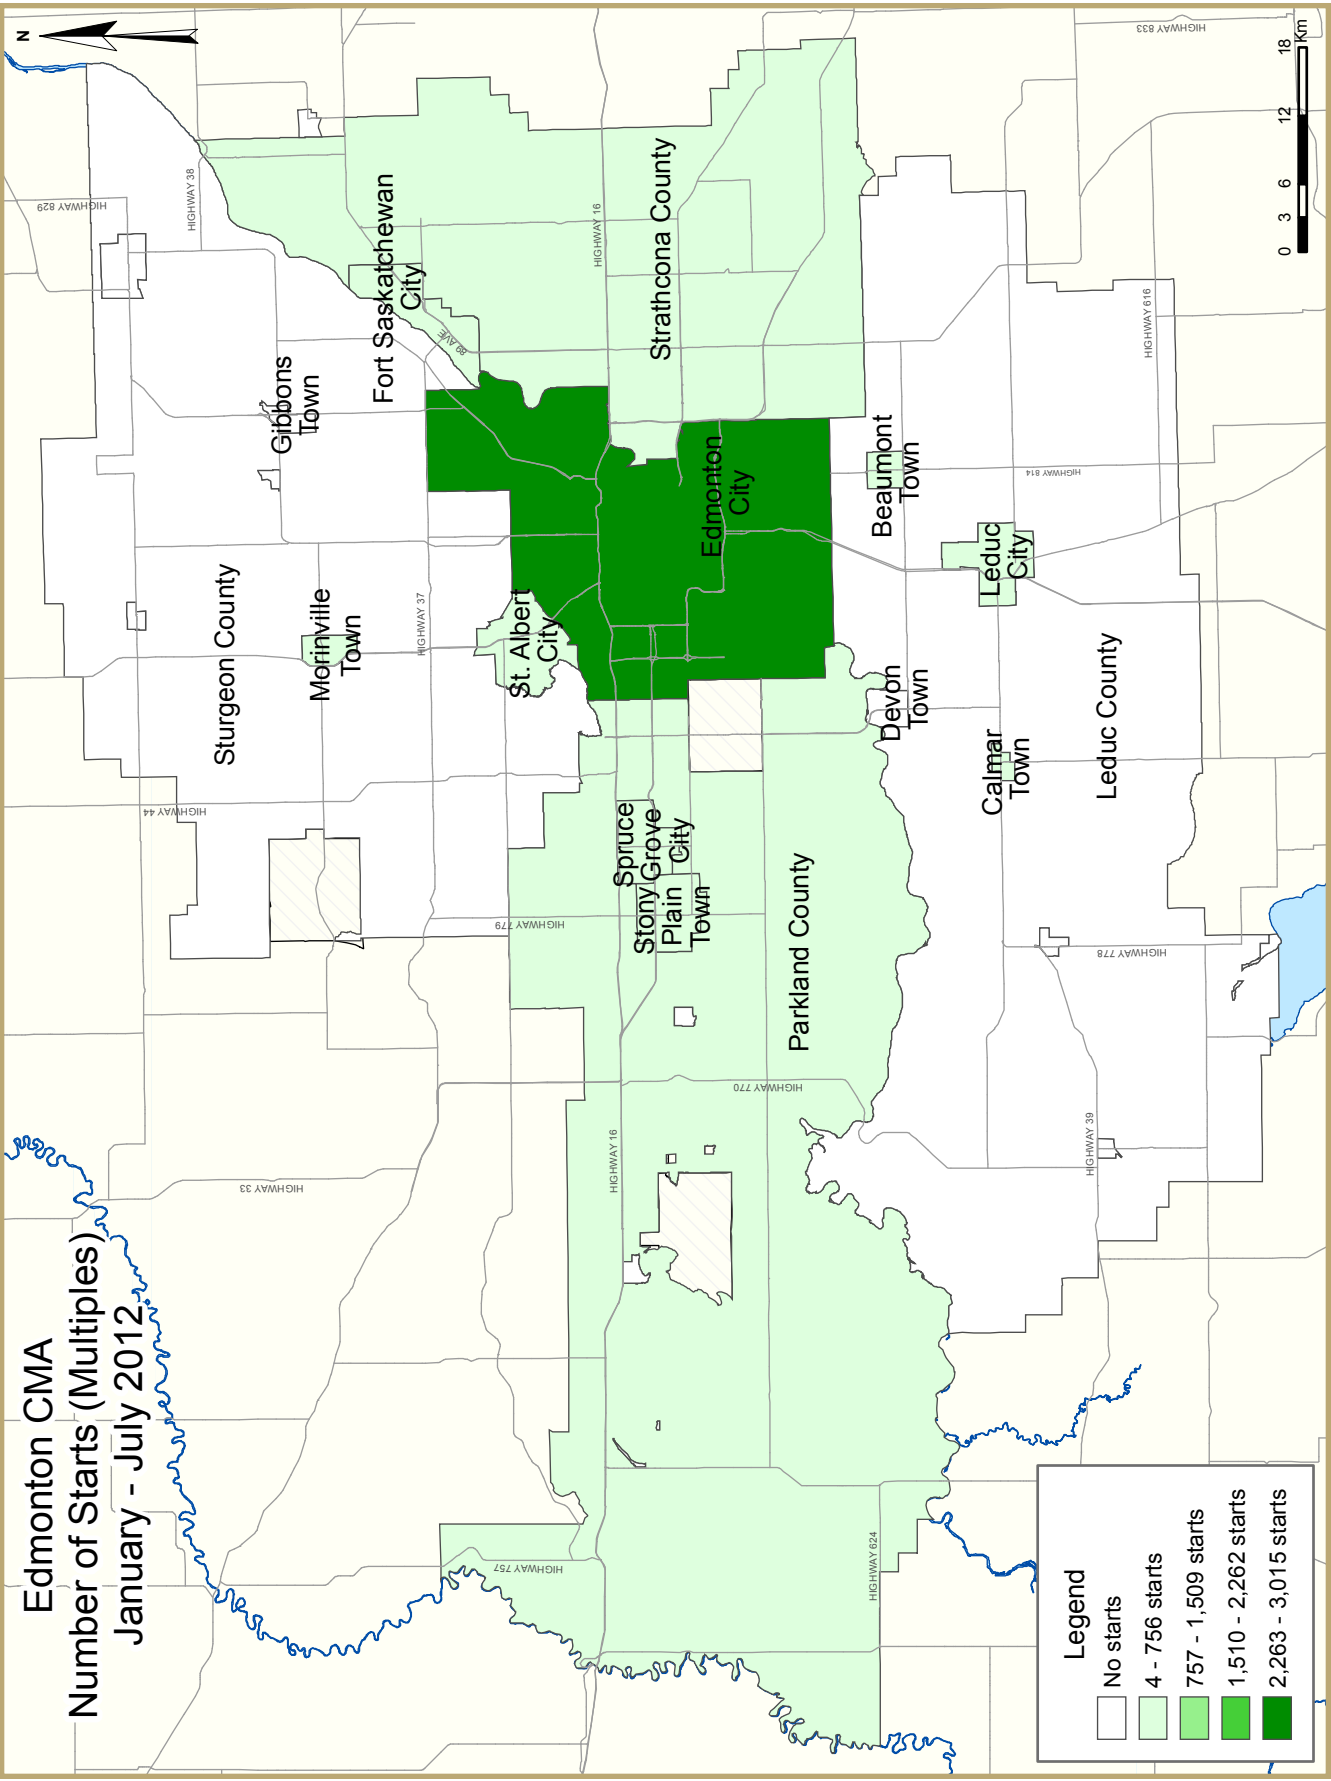 Edmonton CMA
Number of Starts (Multiples)
January - July 2012
N
HIGHWAY 829
HIGHWAY 38
HIGHWAY 833
Fort Saskatchewan
City
89 AVE
HIGHWAY 16
Strathcona County
Gibbons
Town
Sturgeon County
Morinville
Town
HIGHWAY 37
St. Albert
City
Edmonton
City
Beaumont
Town
HIGHWAY 814
HIGHWAY 616
Leduc
City
HIGHWAY 44
HIGHWAY 779
Spruce
Grove
City
Stony
Plain
Town
Parkland County
Devon
Town
Calmar
Town
Leduc County
HIGHWAY 778
HIGHWAY 770
HIGHWAY 16
HIGHWAY 39
HIGHWAY 33
HIGHWAY 757
HIGHWAY 624
Legend
No starts
4 - 756 starts
757 - 1,509 starts
1,510 - 2,262 starts
2,263 - 3,015 starts
0 3 6 12 18
Km